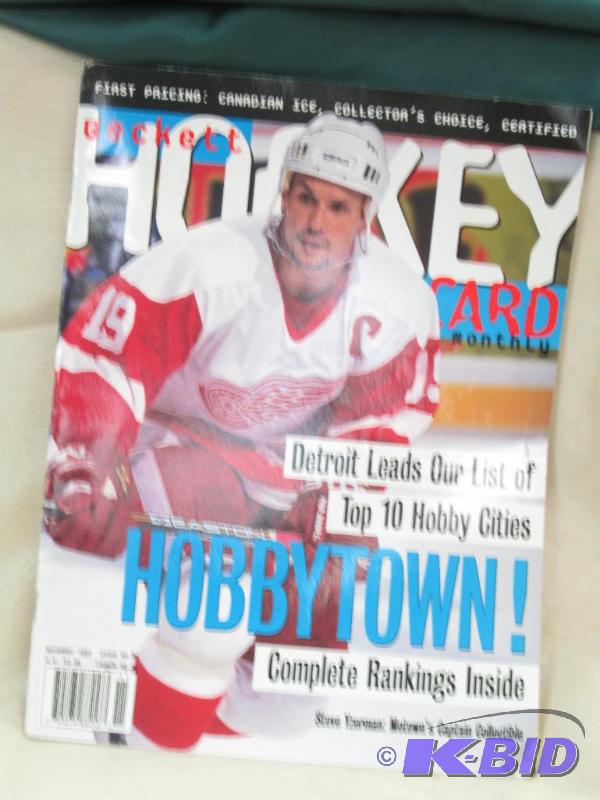 FIRST PRICING: CANADIAN ICE, COLLECTOR'S CHOICE, CERTIFIED
Beckett
HOCKEY
CARD
monthly
19
C
19
EASTON
Detroit Leads Our List of
Top 10 Hobby Cities
HOBBYTOWN!
Complete Rankings Inside
Steve Yzerman: Motown's Captain Collectible
© K-BID